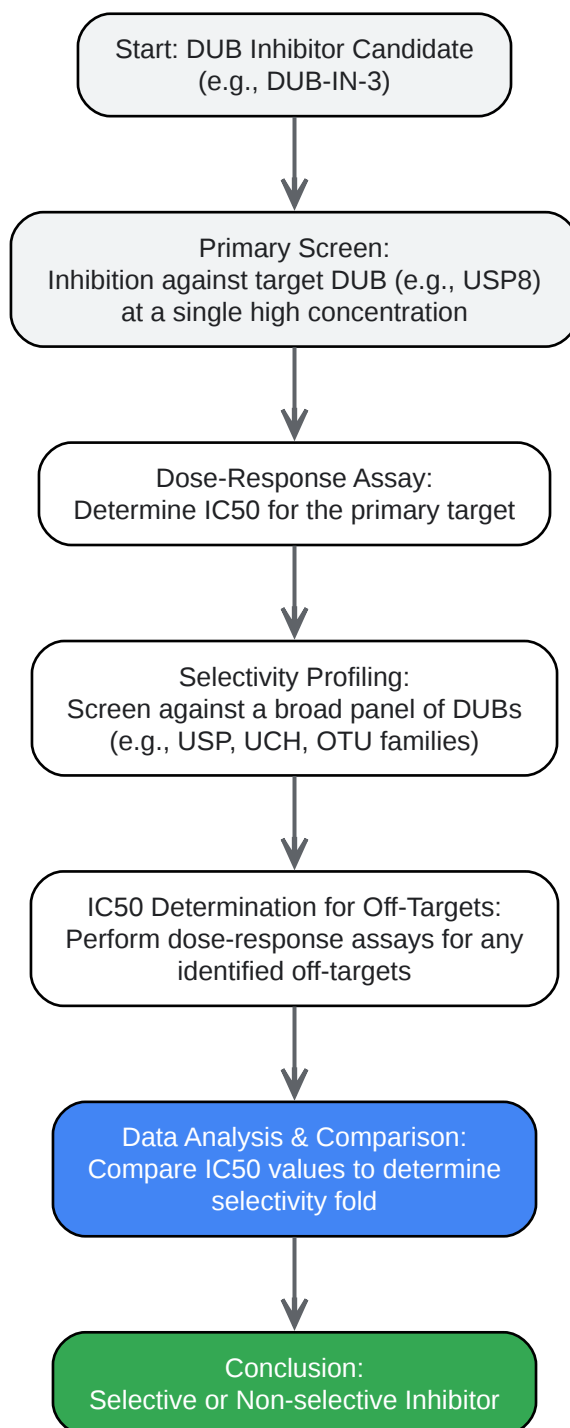 Start: DUB Inhibitor Candidate
(e.g., DUB-IN-3)
Primary Screen:
Inhibition against target DUB (e.g., USP8)
at a single high concentration
Dose-Response Assay:
Determine IC50 for the primary target
Selectivity Profiling:
Screen against a broad panel of DUBs
(e.g., USP, UCH, OTU families)
IC50 Determination for Off-Targets:
Perform dose-response assays for any
identified off-targets
Data Analysis & Comparison:
Compare IC50 values to determine
selectivity fold
Conclusion:
Selective or Non-selective Inhibitor